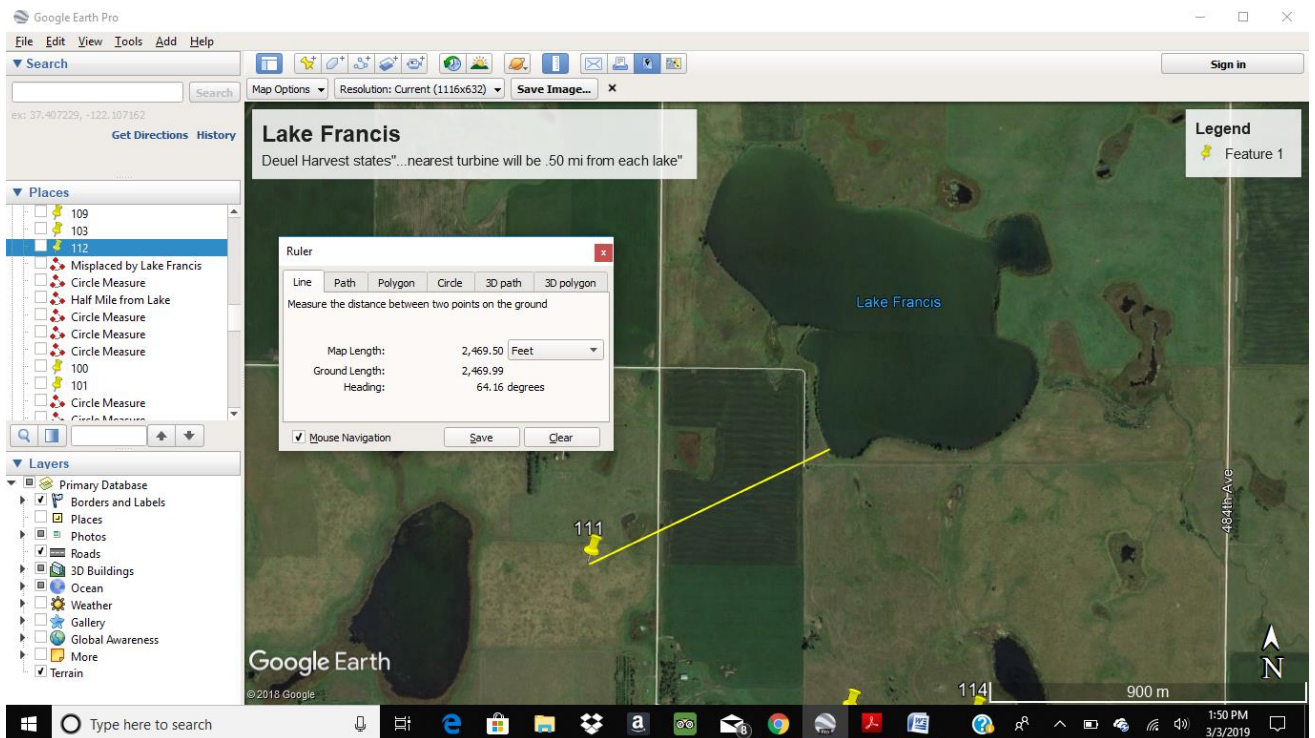 Google Earth Pro
File Edit View Tools Add Help
Search
Search
ex: 37.407229, -122.107162
Get Directions History
Places
109
103
112
Misplaced by Lake Francis
Circle Measure
Half Mile from Lake
Circle Measure
Circle Measure
Circle Measure
100
101
Circle Measure
Circle Measure
Layers
Primary Database
Borders and Labels
Places
Photos
Roads
3D Buildings
Ocean
Weather
Gallery
Global Awareness
More
Terrain
Sign in
Map Options Resolution: Current (1116x632) Save Image...
Lake Francis
Deuel Harvest states"...nearest turbine will be .50 mi from each lake"
Legend
Feature 1
Ruler
Line Path Polygon Circle 3D path 3D polygon
Measure the distance between two points on the ground
Map Length: 2,469.50 Feet
Ground Length: 2,469.99
Heading: 64.16 degrees
Mouse Navigation Save Clear
Lake Francis
484th Ave
111
114
Google Earth
©2018 Google
900 m
N
Type here to search
8
1:50 PM
3/3/2019